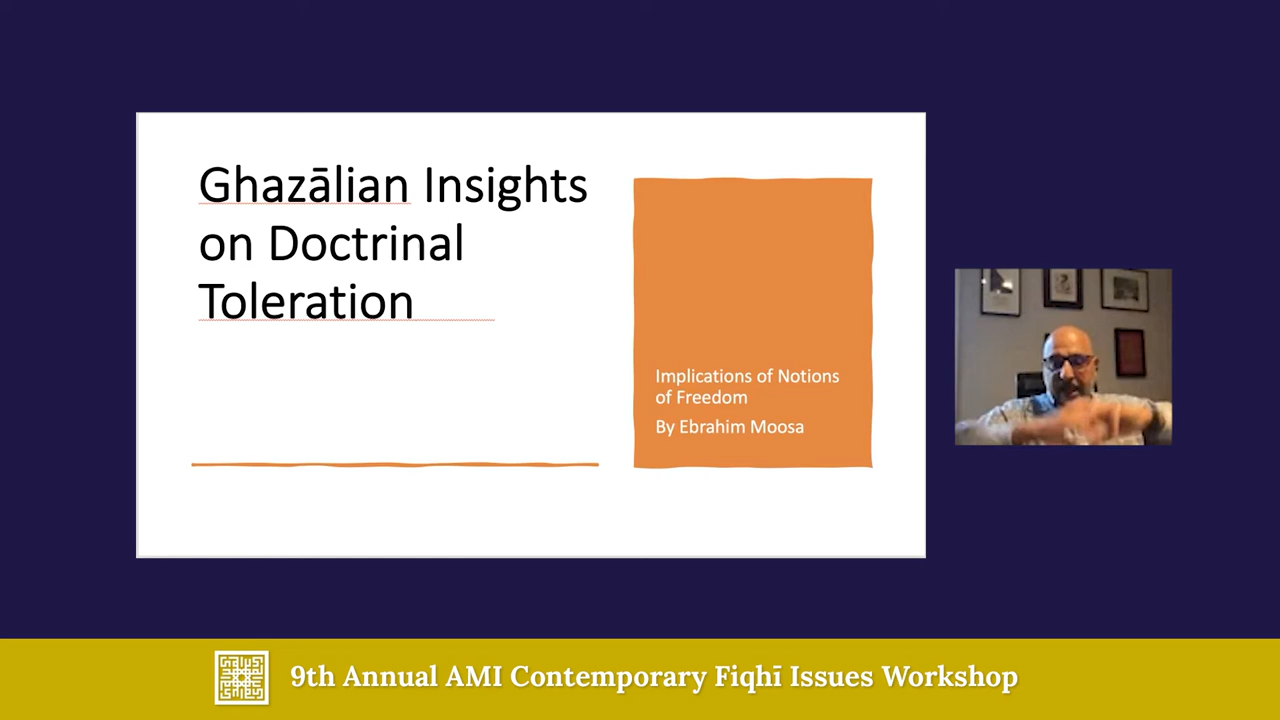 Ghazālian Insights
on Doctrinal
Toleration
Implications of Notions
of Freedom
By Ebrahim Moosa
9th Annual AMI Contemporary Fiqhī Issues Workshop